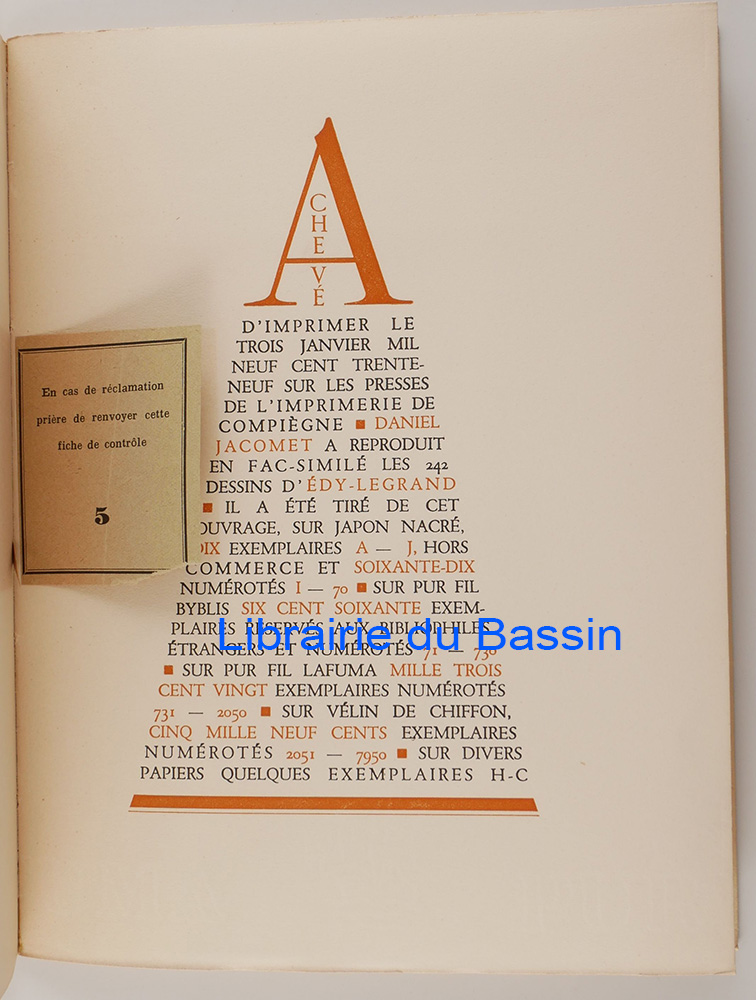 ACHEVÉ
D'IMPRIMER LE
TROIS JANVIER MIL
NEUF CENT TRENTE-
NEUF SUR LES PRESSES
DE L'IMPRIMERIE DE
COMPIÈGNE ■ DANIEL
JACOMET A REPRODUIT
EN FAC-SIMILÉ LES 242
DESSINS D'ÉDY-LEGRAND
■ IL A ÉTÉ TIRÉ DE CET
OUVRAGE, SUR JAPON NACRÉ,
DIX EXEMPLAIRES A — J, HORS
COMMERCE ET SOIXANTE-DIX
NUMÉROTÉS I — 70 ■ SUR PUR FIL
BYBLIS SIX CENT SOIXANTE EXEM-
PLAIRES RÉSERVÉS AUX BIBLIOPHILES
ÉTRANGERS ET NUMÉROTÉS 71 — 730
■ SUR PUR FIL LAFUMA MILLE TROIS
CENT VINGT EXEMPLAIRES NUMÉROTÉS
731 — 2050 ■ SUR VÉLIN DE CHIFFON,
CINQ MILLE NEUF CENTS EXEMPLAIRES
NUMÉROTÉS 2051 — 7950 ■ SUR DIVERS
PAPIERS QUELQUES EXEMPLAIRES H-C
En cas de réclamation
prière de renvoyer cette
fiche de contrôle
5
Librairie du Bassin